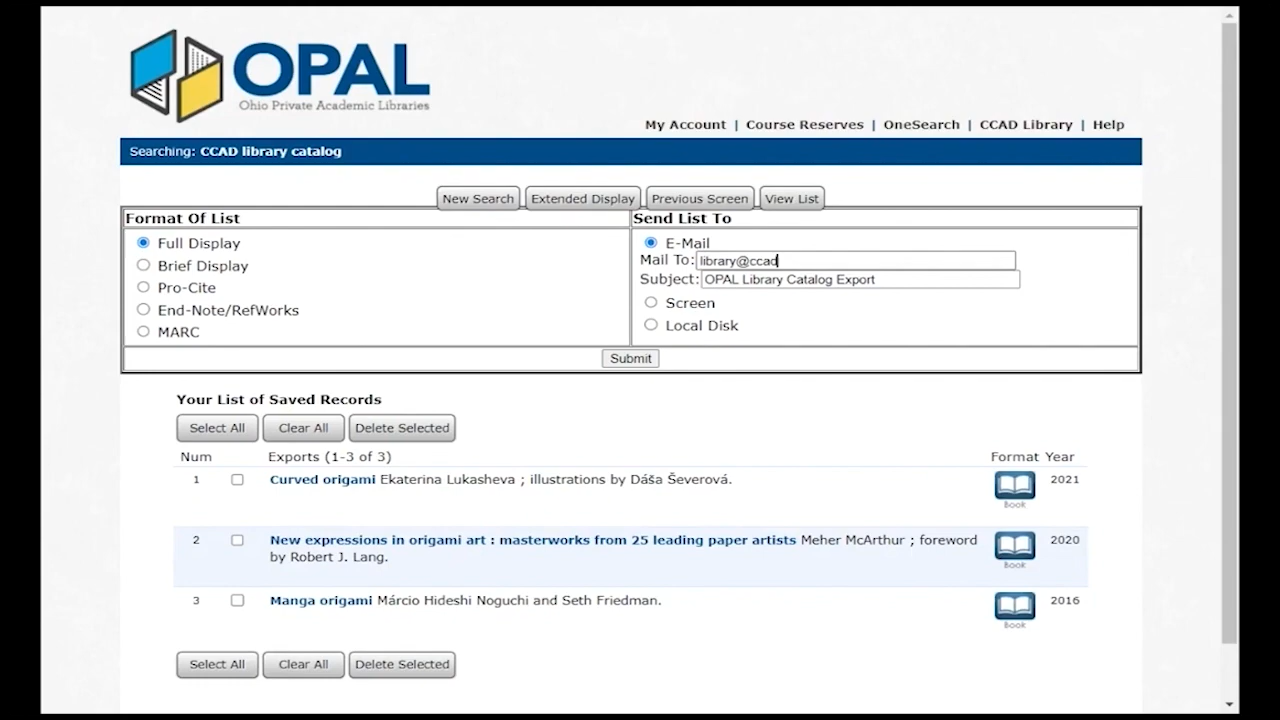 OPAL
Ohio Private Academic Libraries
My Account | Course Reserves | OneSearch | CCAD Library | Help
Searching: CCAD library catalog
New Search Extended Display Previous Screen View List
Format Of List
Full Display
Brief Display
Pro-Cite
End-Note/RefWorks
MARC
Send List To
E-Mail
Mail To: library@ccad
Subject: OPAL Library Catalog Export
Screen
Local Disk
Submit
Your List of Saved Records
Select All Clear All Delete Selected
Num Exports (1-3 of 3) Format Year
1 Curved origami Ekaterina Lukasheva ; illustrations by Dáša Ševerová. 2021
Book
2 New expressions in origami art : masterworks from 25 leading paper artists Meher McArthur ; foreword 2020
by Robert J. Lang.
Book
3 Manga origami Márcio Hideshi Noguchi and Seth Friedman. 2016
Book
Select All Clear All Delete Selected